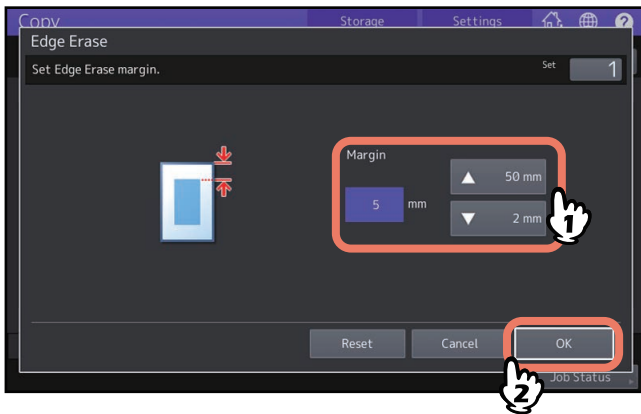 Copy Storage Settings
Edge Erase
Set Edge Erase margin. Set 1
Margin
50 mm
5 mm
2 mm
1
Reset Cancel OK
2
Job Status